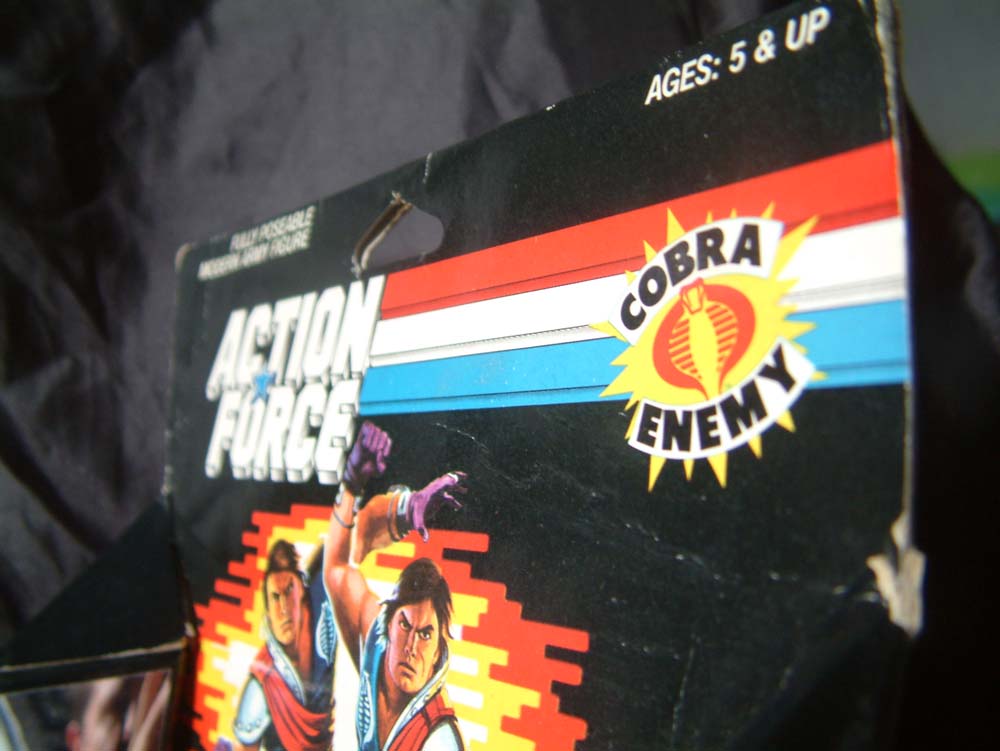 AGES: 5 & UP
FULLY POSEABLE
MODERN ARMY FIGURE
ACTION
FORCE
COBRA
ENEMY